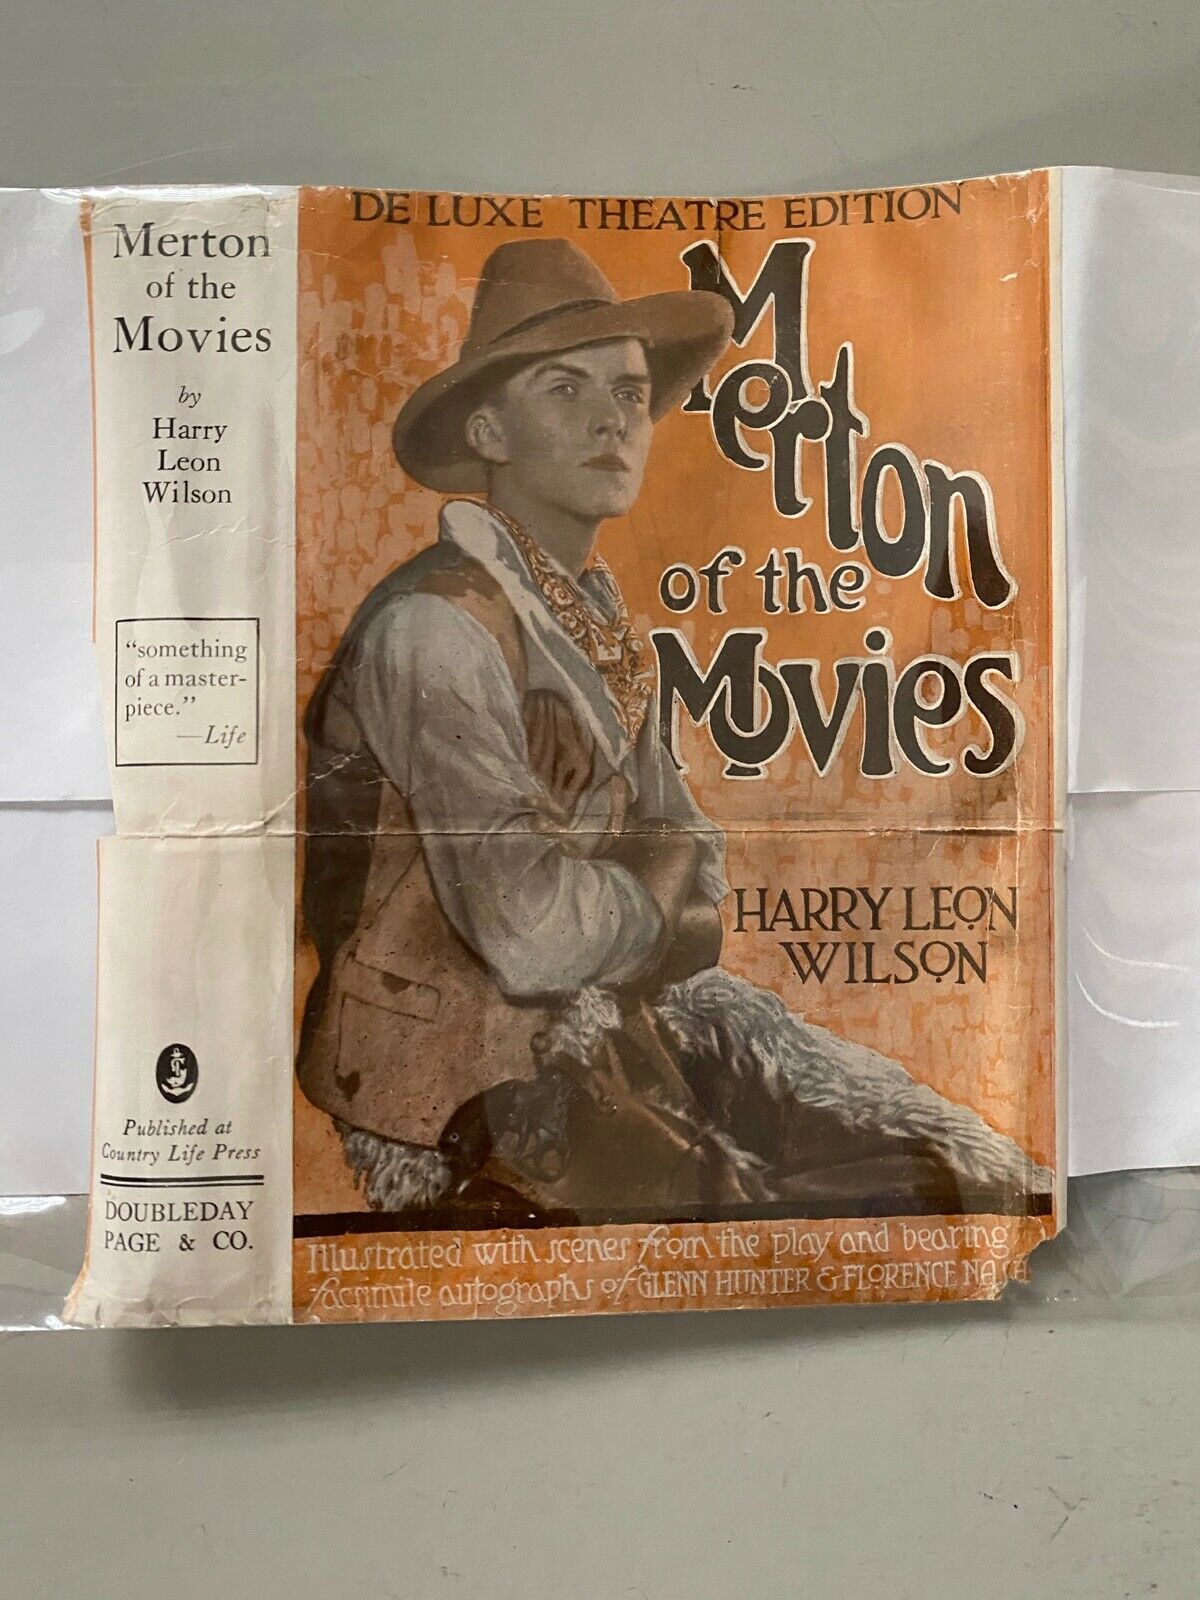 Merton
of the
Movies
by
Harry
Leon
Wilson
"something
of a master-
piece."
—Life
Published at
Country Life Press
DOUBLEDAY
PAGE & CO.
DE LUXE THEATRE EDITION
Merton
of the
Movies
HARRY LEON
WILSON
Illustrated with scenes from the play and bearing
facsimile autographs of GLENN HUNTER & FLORENCE NASH